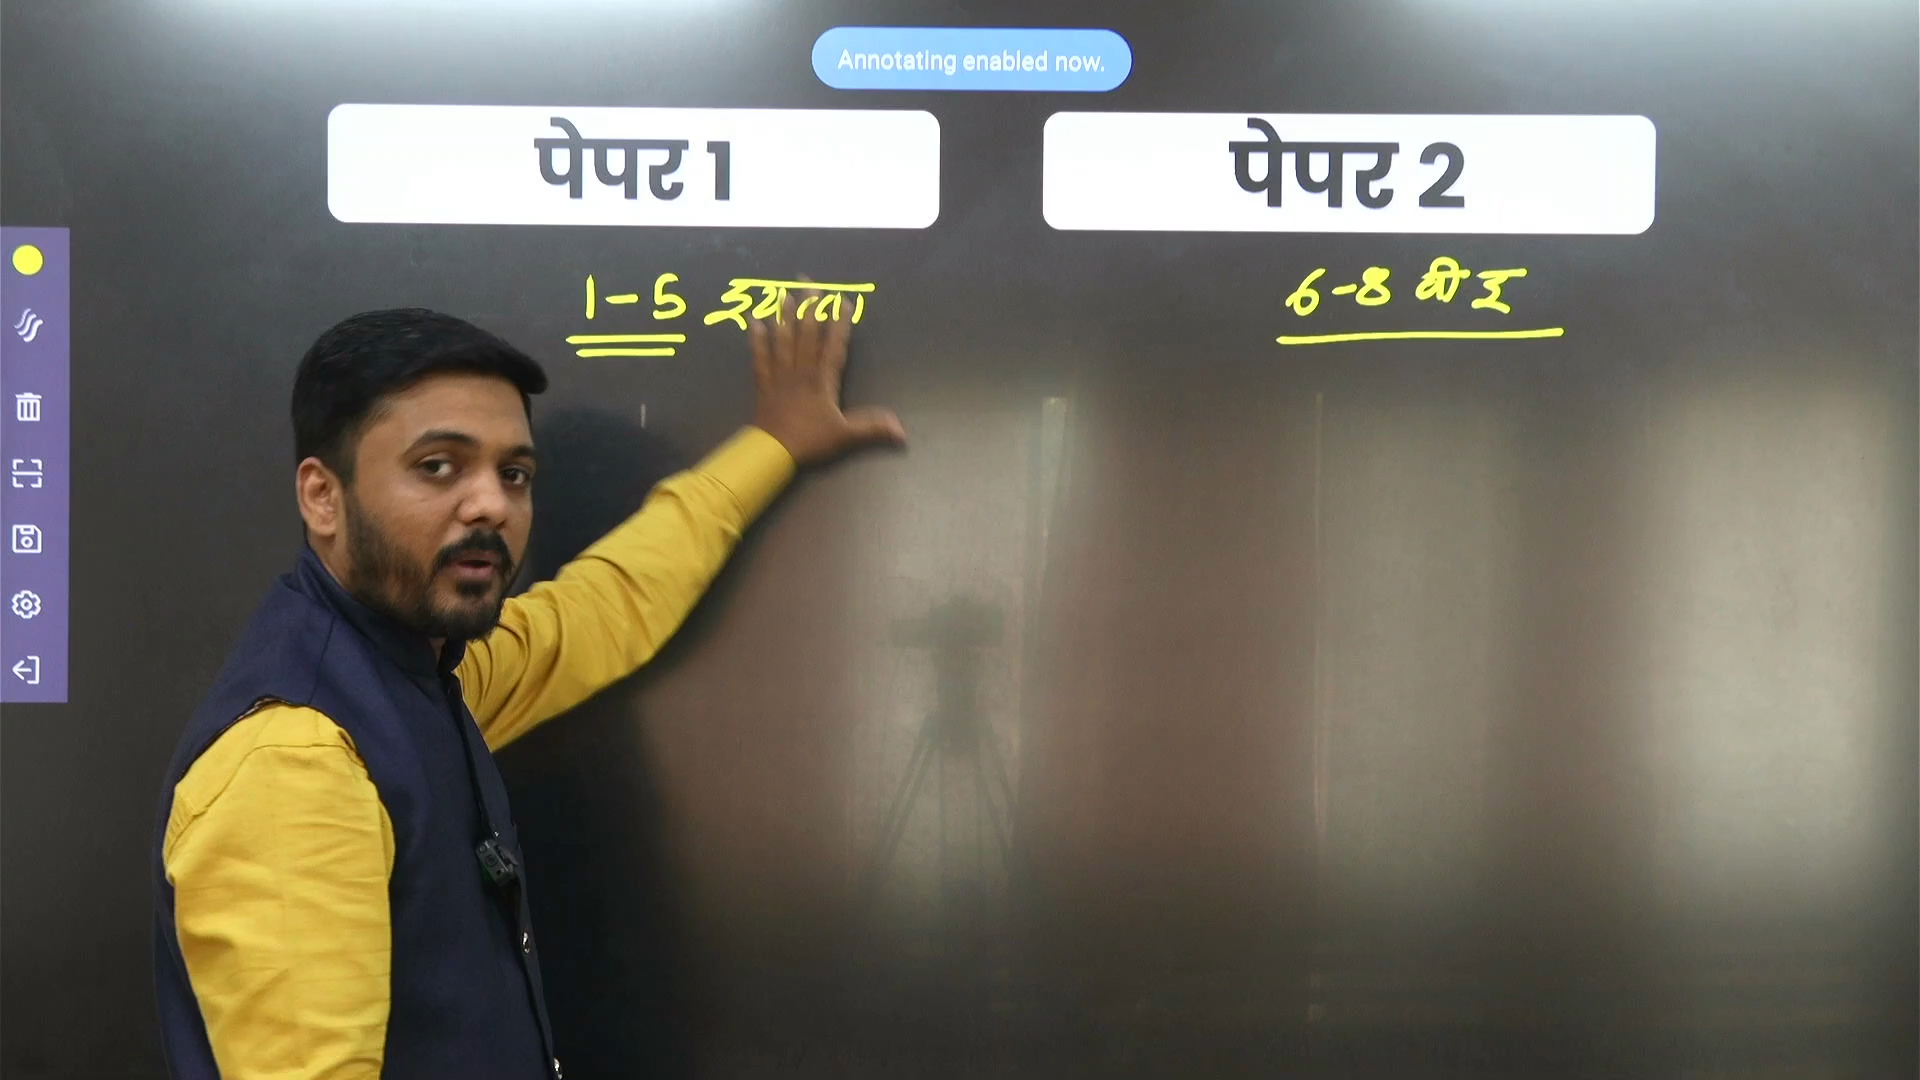 Annotating enabled now.
पेपर 1
पेपर 2
1-5 इयत्ता
6-8 वी इ